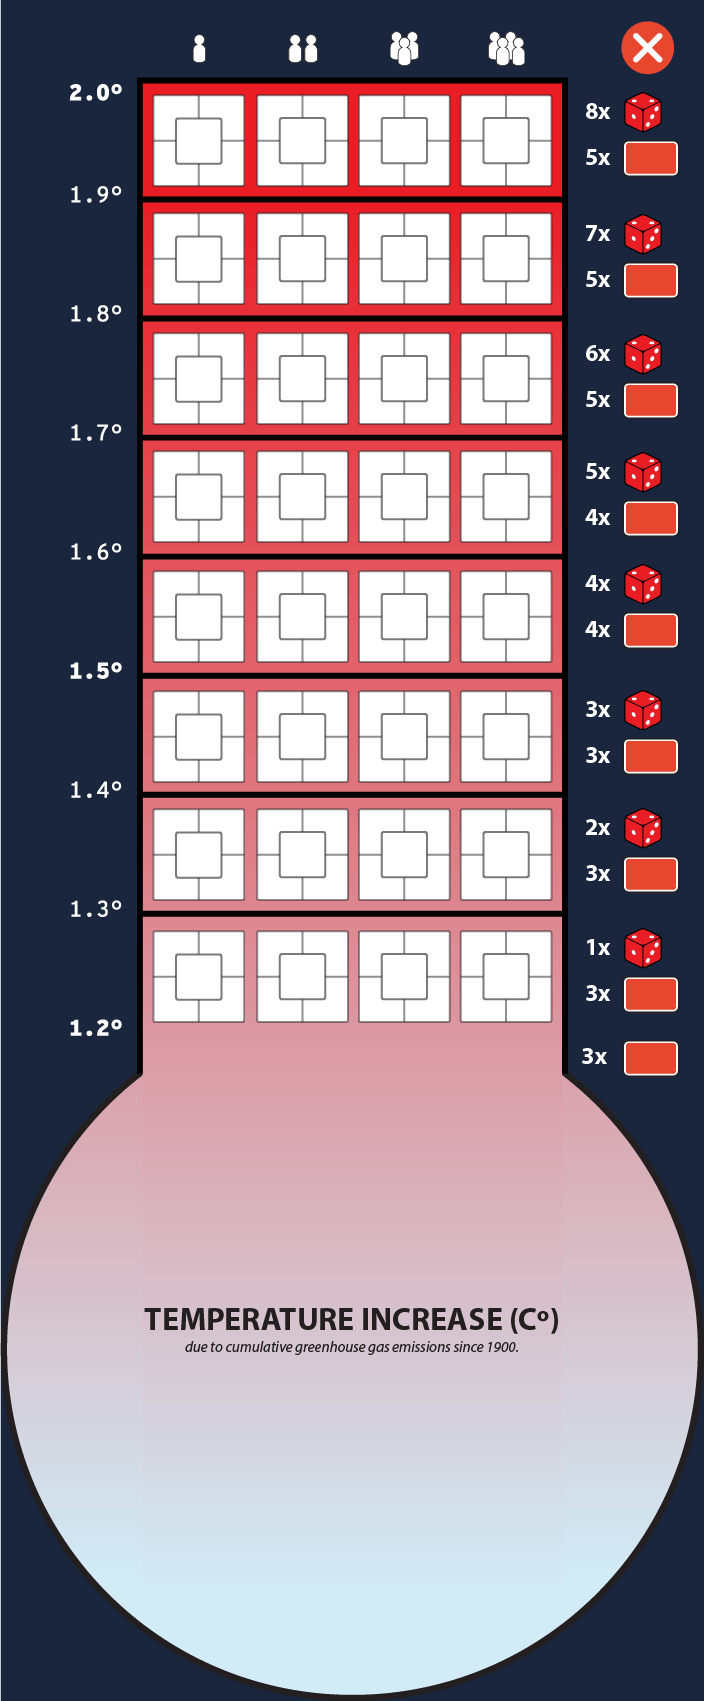 2.0°
8x
5x
1.9°
7x
5x
1.8°
6x
5x
1.7°
5x
4x
1.6°
4x
4x
1.5°
3x
3x
1.4°
2x
3x
1.3°
1x
3x
1.2°
3x
TEMPERATURE INCREASE (Cº)
due to cumulative greenhouse gas emissions since 1900.